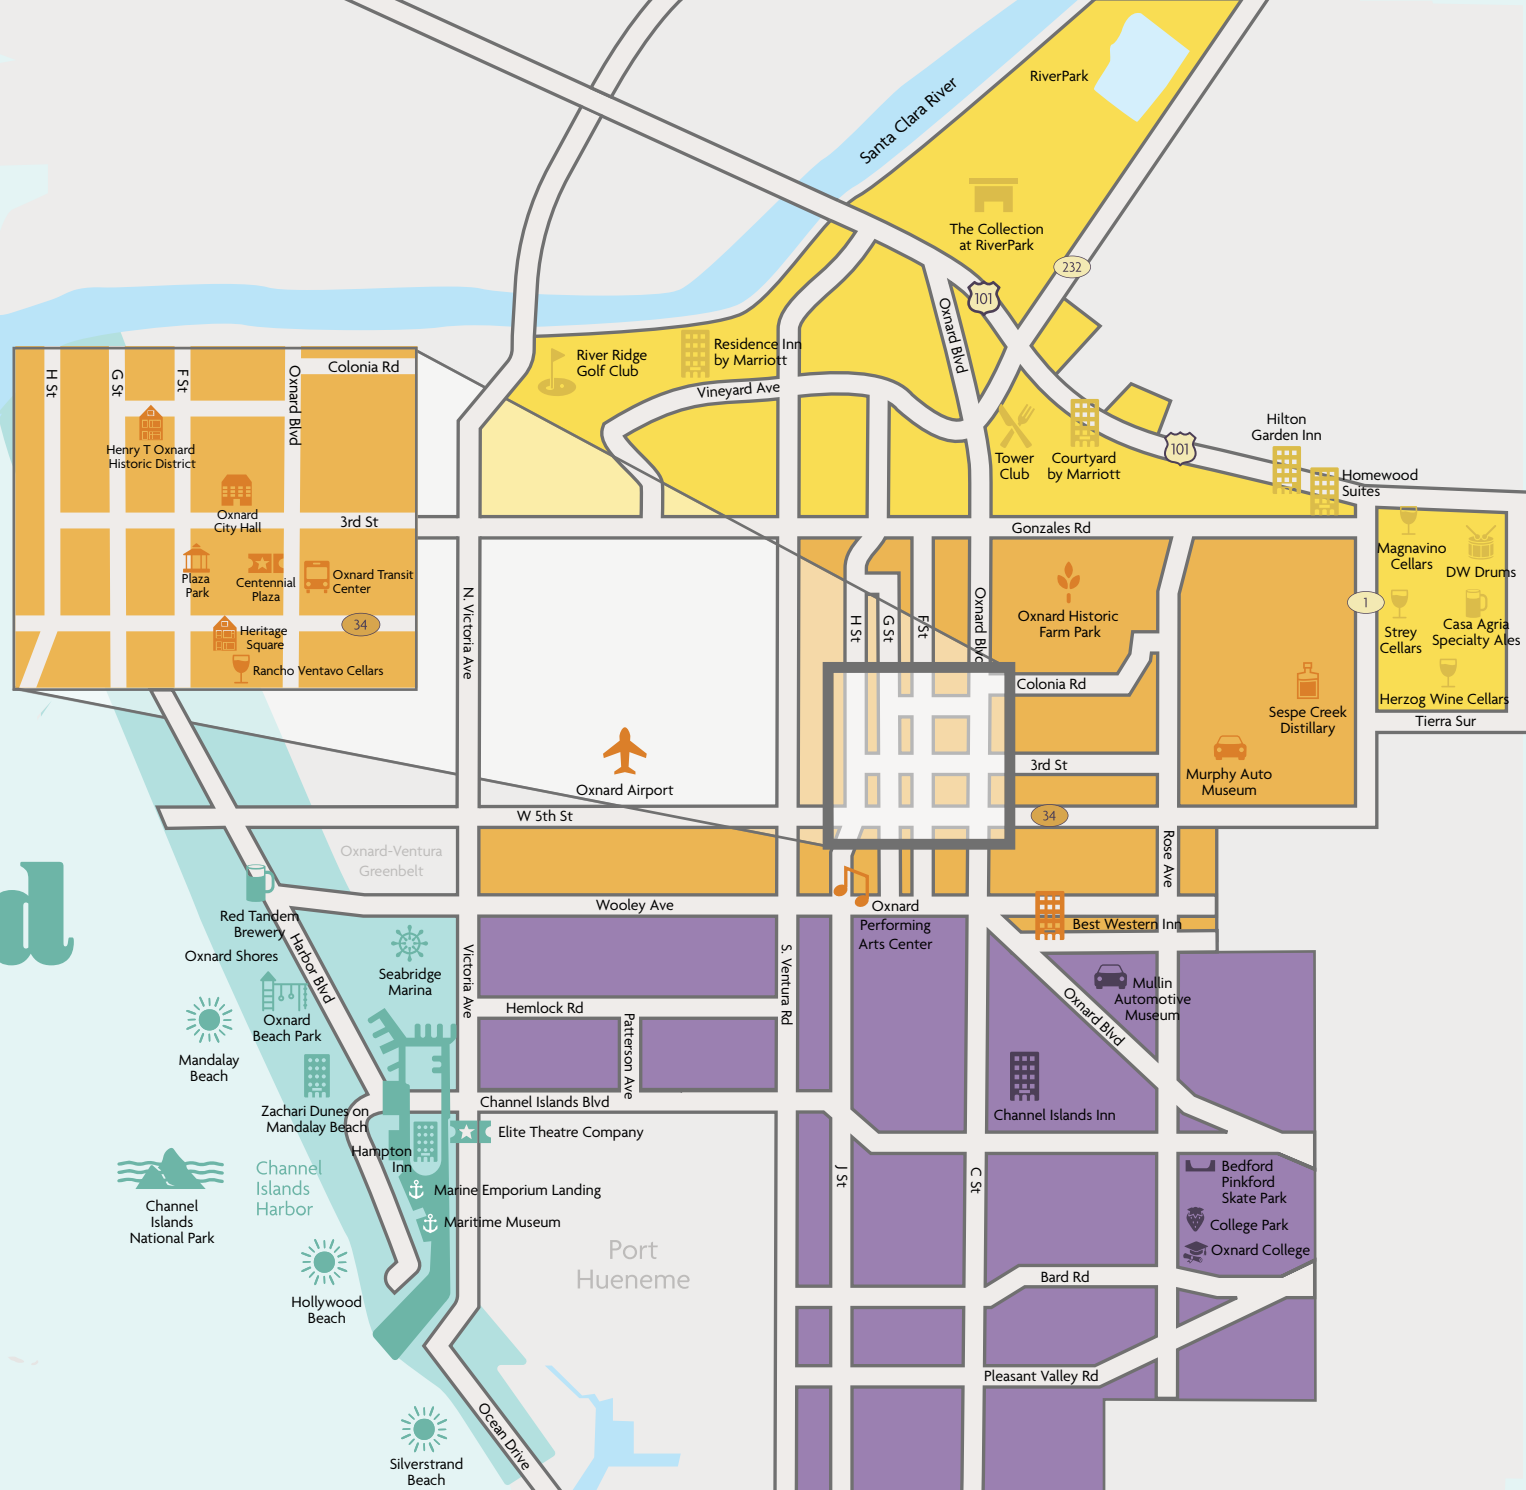 RiverPark
Santa Clara River
The Collection
at RiverPark
232
101
Oxnard Blvd
Residence Inn
by Marriott
River Ridge
Golf Club
Vineyard Ave
Tower
Club
Courtyard
by Marriott
101
Hilton
Garden Inn
Homewood
Suites
Gonzales Rd
Magnavino
Cellars
DW Drums
1
Strey
Cellars
Casa Agria
Specialty Ales
Herzog Wine Cellars
Tierra Sur
H St
G St
F St
Oxnard Blvd
Colonia Rd
Henry T Oxnard
Historic District
Oxnard
City Hall
3rd St
Plaza
Park
Centennial
Plaza
Oxnard Transit
Center
Heritage
Square
34
Rancho Ventavo Cellars
N. Victoria Ave
H St
G St
F St
Oxnard Blvd
Oxnard Historic
Farm Park
Colonia Rd
Sespe Creek
Distillery
Murphy Auto
Museum
3rd St
34
Oxnard Airport
W 5th St
Rose Ave
Oxnard-Ventura
Greenbelt
d
Red Tandem
Brewery
Wooley Ave
Oxnard
Performing
Arts Center
Best Western Inn
Oxnard Shores
Harbor Blvd
Seabridge
Marina
Victoria Ave
S. Ventura Rd
Mullin
Automotive
Museum
Oxnard Blvd
Oxnard
Beach Park
Hemlock Rd
Patterson Ave
Mandalay
Beach
Zachari Dunes on
Mandalay Beach
Channel Islands Blvd
Channel Islands Inn
Elite Theatre Company
Hampton
Inn
Channel
Islands
Harbor
Marine Emporium Landing
Maritime Museum
Channel
Islands
National Park
J St
C St
Bedford
Pinkford
Skate Park
College Park
Oxnard College
Port
Hueneme
Bard Rd
Hollywood
Beach
Pleasant Valley Rd
Ocean Drive
Silverstrand
Beach